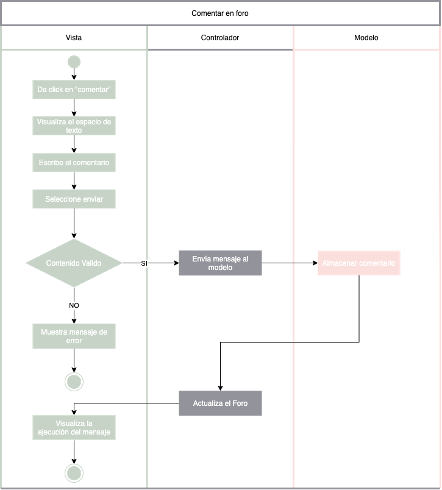 Comentar en foro
Vista
Controlador
Modelo
Da click en "comentar"
Visualiza el espacio de
texto
Escribe el comentario
Seleccione enviar
Contenido Valido
SI
Envia mensaje al
modelo
Almacenar comentario
NO
Muestra mensaje de
error
Actualiza el Foro
Visualiza la
ejecución del mensaje